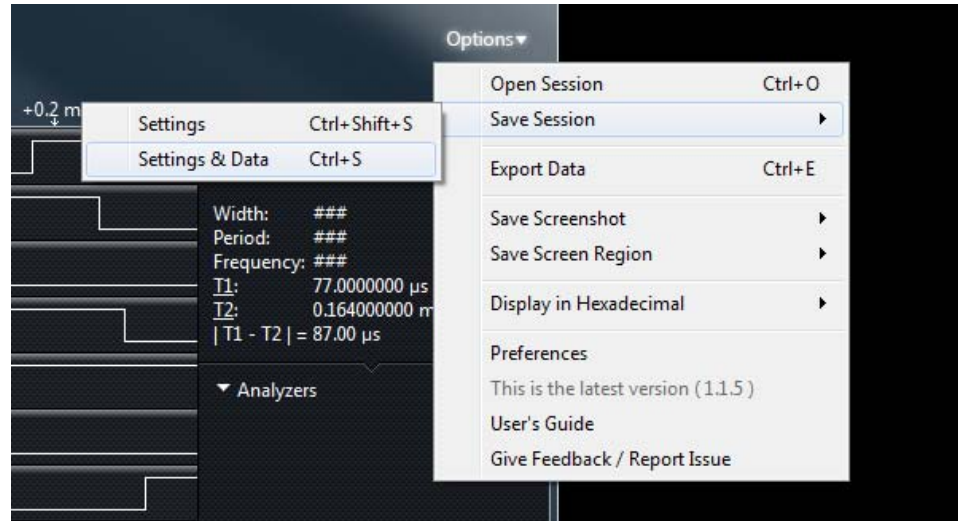 Options▼
Open Session Ctrl+O
Save Session
Export Data Ctrl+E
Save Screenshot
Save Screen Region
Display in Hexadecimal
Preferences
This is the latest version ( 1.1.5 )
User's Guide
Give Feedback / Report Issue
+0.2 m
Settings Ctrl+Shift+S
Settings & Data Ctrl+S
Width: ###
Period: ###
Frequency: ###
T1: 77.0000000 µs
T2: 0.164000000 m
| T1 - T2 | = 87.00 µs
Analyzers